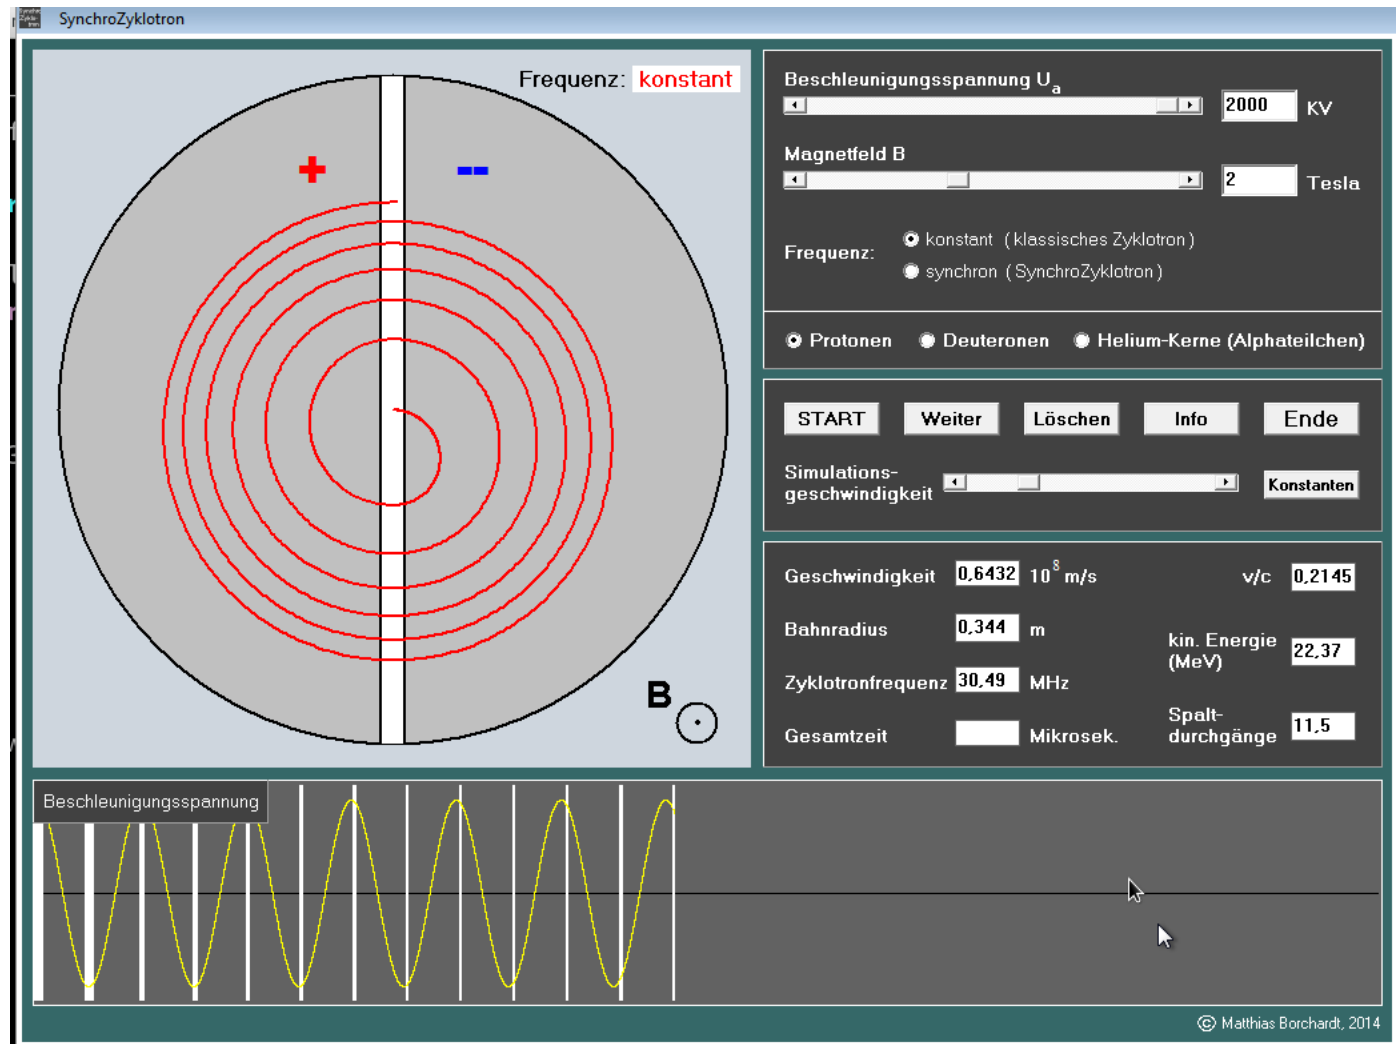 SynchroZyklotron
Frequenz: konstant
+ --
B
Beschleunigungsspannung Ua
2000 KV
Magnetfeld B
2 Tesla
Frequenz:
konstant ( klassisches Zyklotron )
synchron ( SynchroZyklotron )
Protonen Deuteronen Helium-Kerne (Alphateilchen)
START Weiter Löschen Info Ende
Simulations-
geschwindigkeit
Konstanten
Geschwindigkeit 0,6432 10^8 m/s v/c 0,2145
Bahnradius 0,344 m
kin. Energie
(MeV) 22,37
Zyklotronfrequenz 30,49 MHz
Spalt-
durchgänge 11,5
Gesamtzeit Mikrosek.
Beschleunigungsspannung
© Matthias Borchardt, 2014